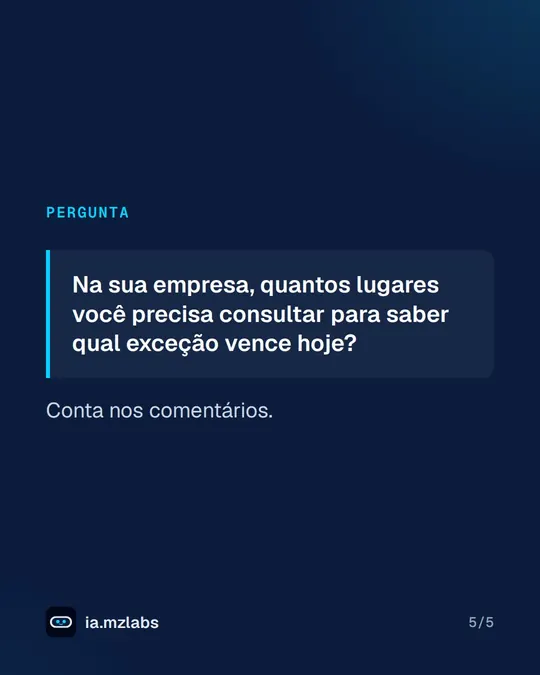 PERGUNTA
Na sua empresa, quantos lugares
você precisa consultar para saber
qual exceção vence hoje?
Conta nos comentários.
ia.mzlabs
5/5